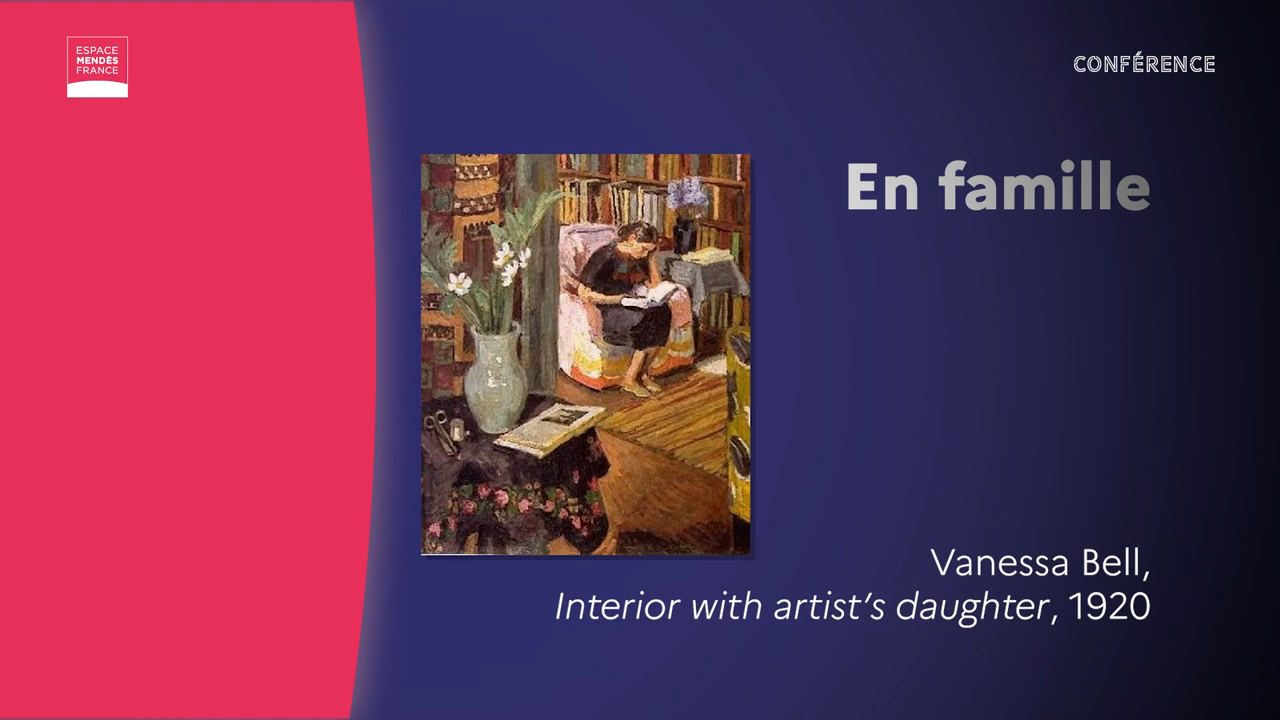 ESPACE
MENDÈS
FRANCE
CONFÉRENCE
En famille
Vanessa Bell,
Interior with artist's daughter, 1920